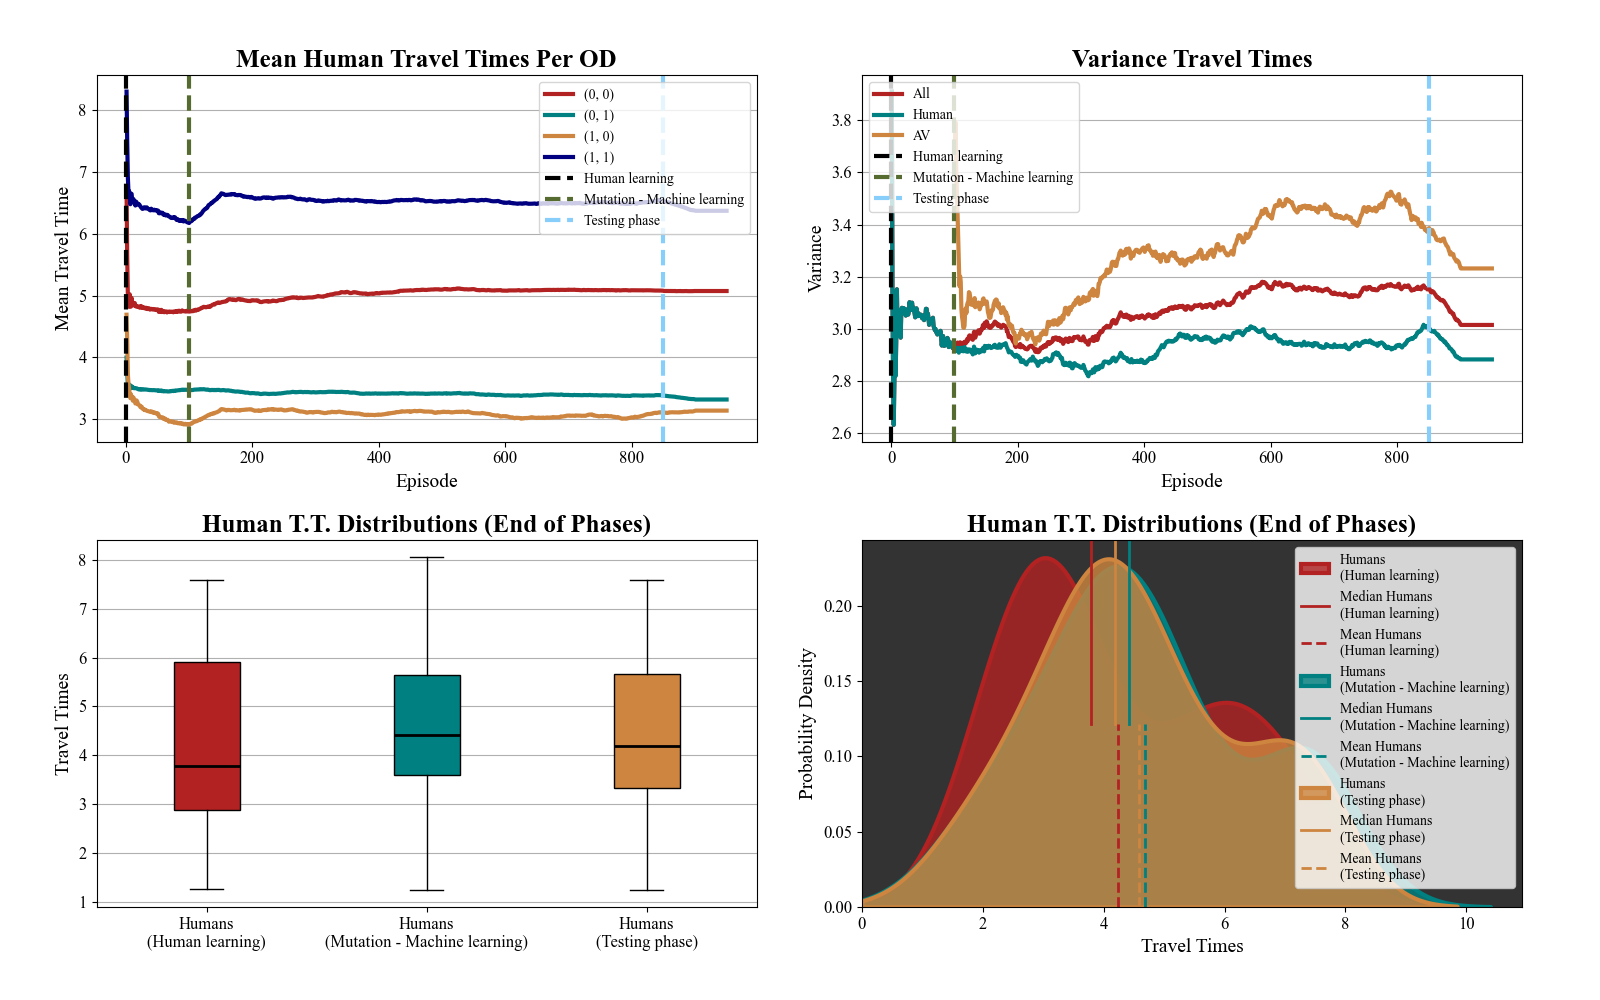 Mean Human Travel Times Per OD
Mean Travel Time
8
7
6
5
4
3
0 200 400 600 800
Episode
(0, 0)
(0, 1)
(1, 0)
(1, 1)
Human learning
Mutation - Machine learning
Testing phase
Variance Travel Times
Variance
3.8
3.6
3.4
3.2
3.0
2.8
2.6
0 200 400 600 800
Episode
All
Human
AV
Human learning
Mutation - Machine learning
Testing phase
Human T.T. Distributions (End of Phases)
Travel Times
8
7
6
5
4
3
2
1
Humans
(Human learning)
Humans
(Mutation - Machine learning)
Humans
(Testing phase)
Human T.T. Distributions (End of Phases)
Probability Density
0.20
0.15
0.10
0.05
0.00
0 2 4 6 8 10
Travel Times
Humans
(Human learning)
Median Humans
(Human learning)
Mean Humans
(Human learning)
Humans
(Mutation - Machine learning)
Median Humans
(Mutation - Machine learning)
Mean Humans
(Mutation - Machine learning)
Humans
(Testing phase)
Median Humans
(Testing phase)
Mean Humans
(Testing phase)